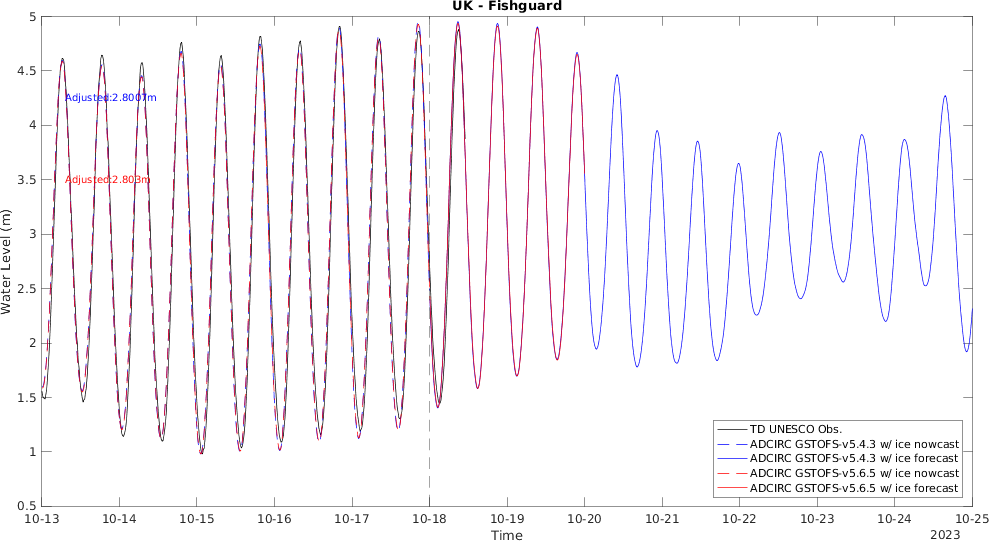 UK - Fishguard
5
4.5
4
3.5
3
2.5
2
1.5
1
0.5
Water Level (m)
Adjusted:2.8007m
Adjusted:2.803m
TD UNESCO Obs.
ADCIRC GSTOFS-v5.4.3 w/ ice nowcast
ADCIRC GSTOFS-v5.4.3 w/ ice forecast
ADCIRC GSTOFS-v5.6.5 w/ ice nowcast
ADCIRC GSTOFS-v5.6.5 w/ ice forecast
10-13 10-14 10-15 10-16 10-17 10-18 10-19 10-20 10-21 10-22 10-23 10-24 10-25
Time
2023